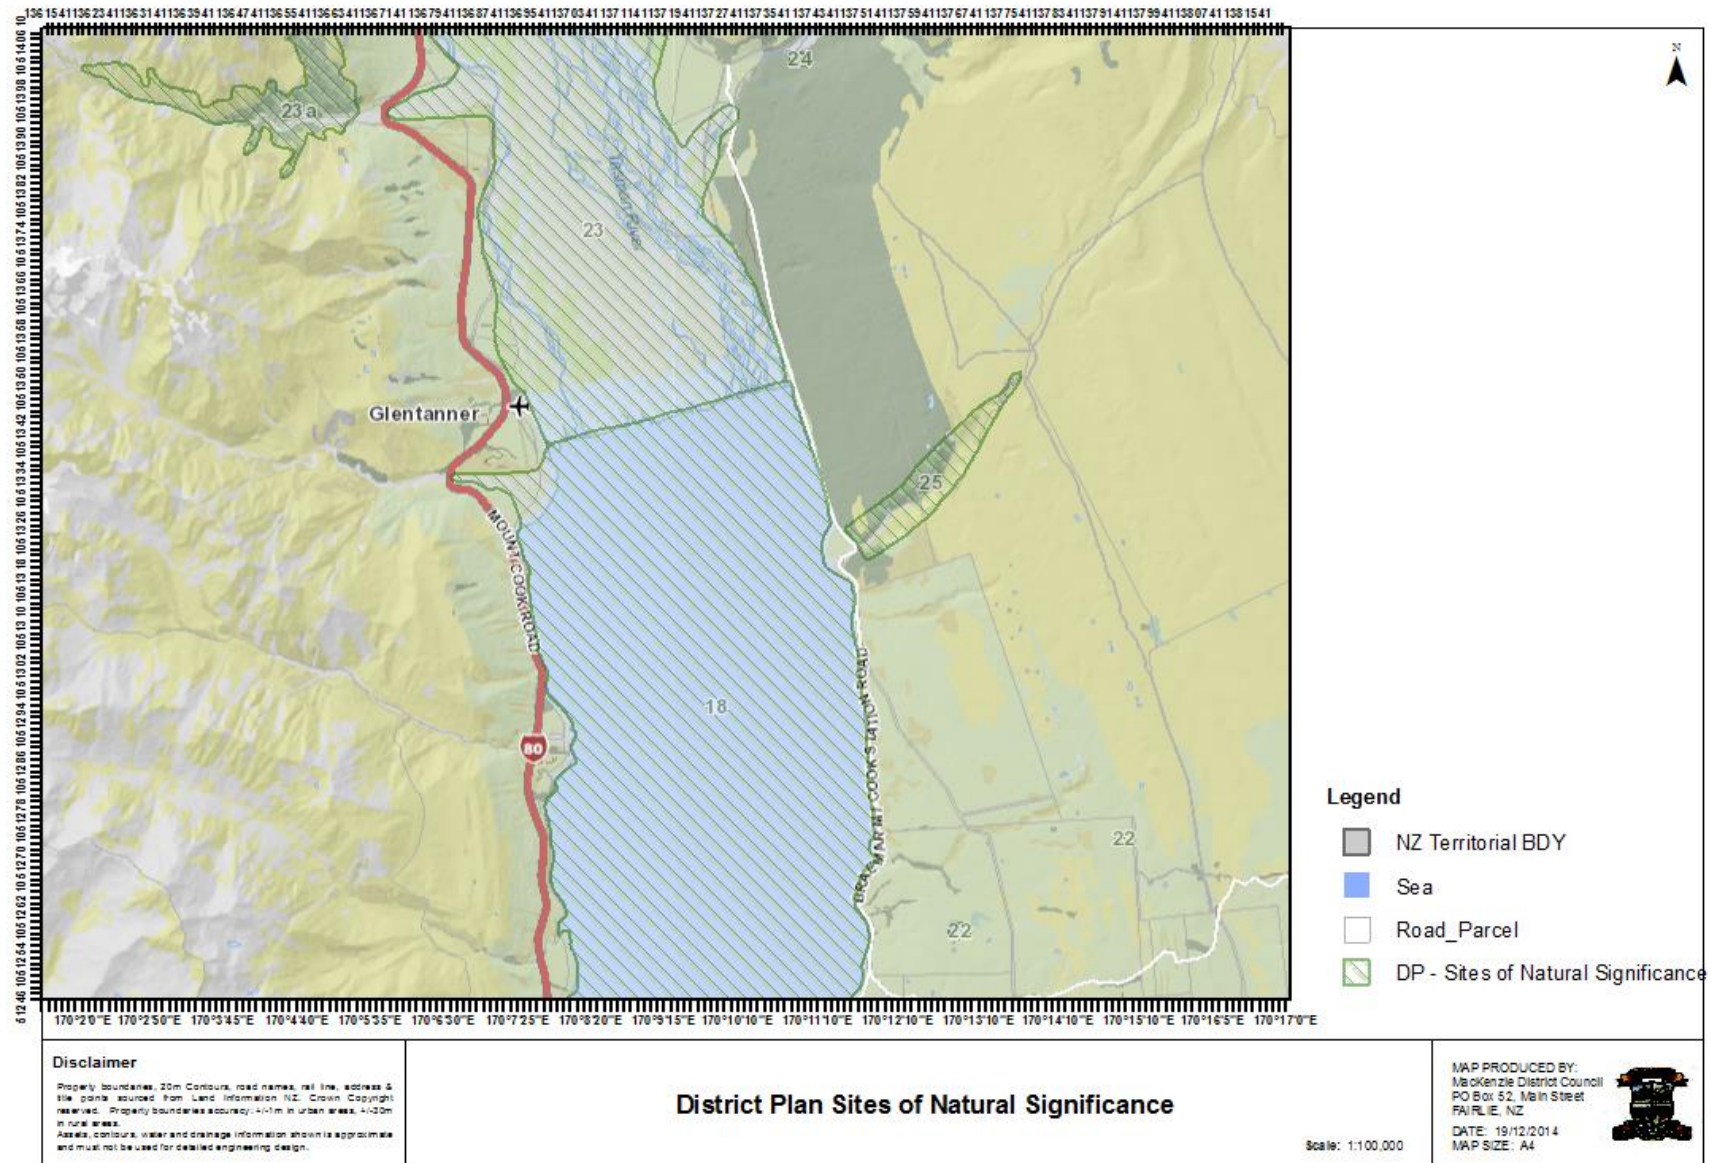 N
24
23a
Tasman River
23
Glentanner
25
MOUNT COOK ROAD
18
80
22
22
Legend
NZ Territorial BDY
Sea
Road_Parcel
DP - Sites of Natural Significance
170°2'0"E 170°2'50"E 170°3'45"E 170°4'40"E 170°5'35"E 170°6'30"E 170°7'25"E 170°8'20"E 170°9'15"E 170°10'10"E 170°11'10"E 170°12'10"E 170°13'10"E 170°14'10"E 170°15'10"E 170°16'5"E 170°17'0"E
Disclaimer
Property boundaries, 20m Contours, road names, rail line, address &
title points sourced from Land Information NZ. Crown Copyright
reserved. Property boundaries accuracy: +/-1m in urban areas, +/-30m
in rural areas.
Assets, contours, water and drainage information shown is approximate
and must not be used for detailed engineering design.
District Plan Sites of Natural Significance
Scale: 1:100,000
MAP PRODUCED BY:
MacKenzie District Council
PO Box 52, Main Street
FAIRLIE, NZ
DATE: 19/12/2014
MAP SIZE: A4